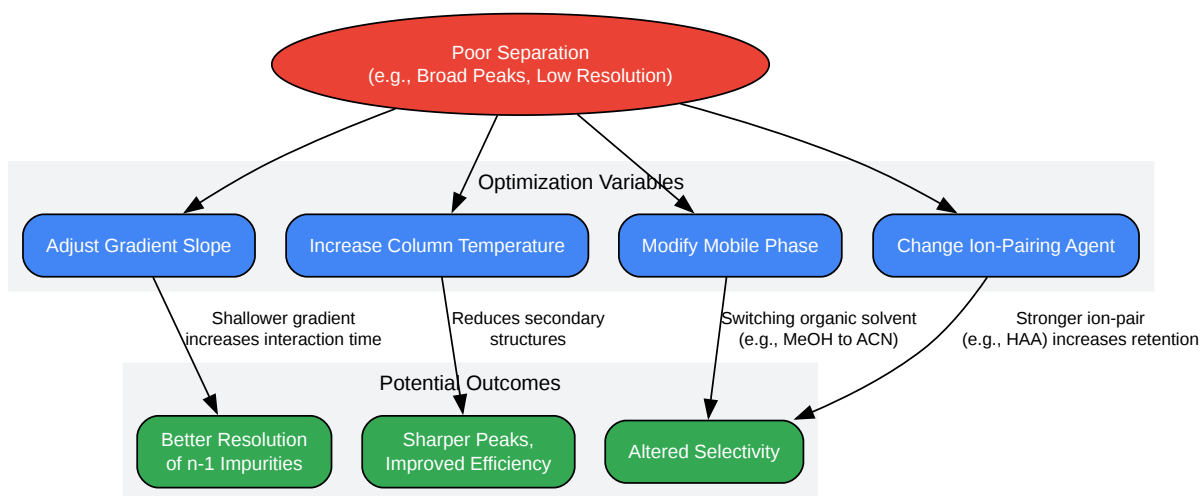 Poor Separation
(e.g., Broad Peaks, Low Resolution)
Optimization Variables
Adjust Gradient Slope
Increase Column Temperature
Modify Mobile Phase
Change Ion-Pairing Agent
Shallower gradient
increases interaction time
Reduces secondary
structures
Switching organic solvent
(e.g., MeOH to ACN)
Stronger ion-pair
(e.g., HAA) increases retention
Potential Outcomes
Better Resolution
of n-1 Impurities
Sharper Peaks,
Improved Efficiency
Altered Selectivity